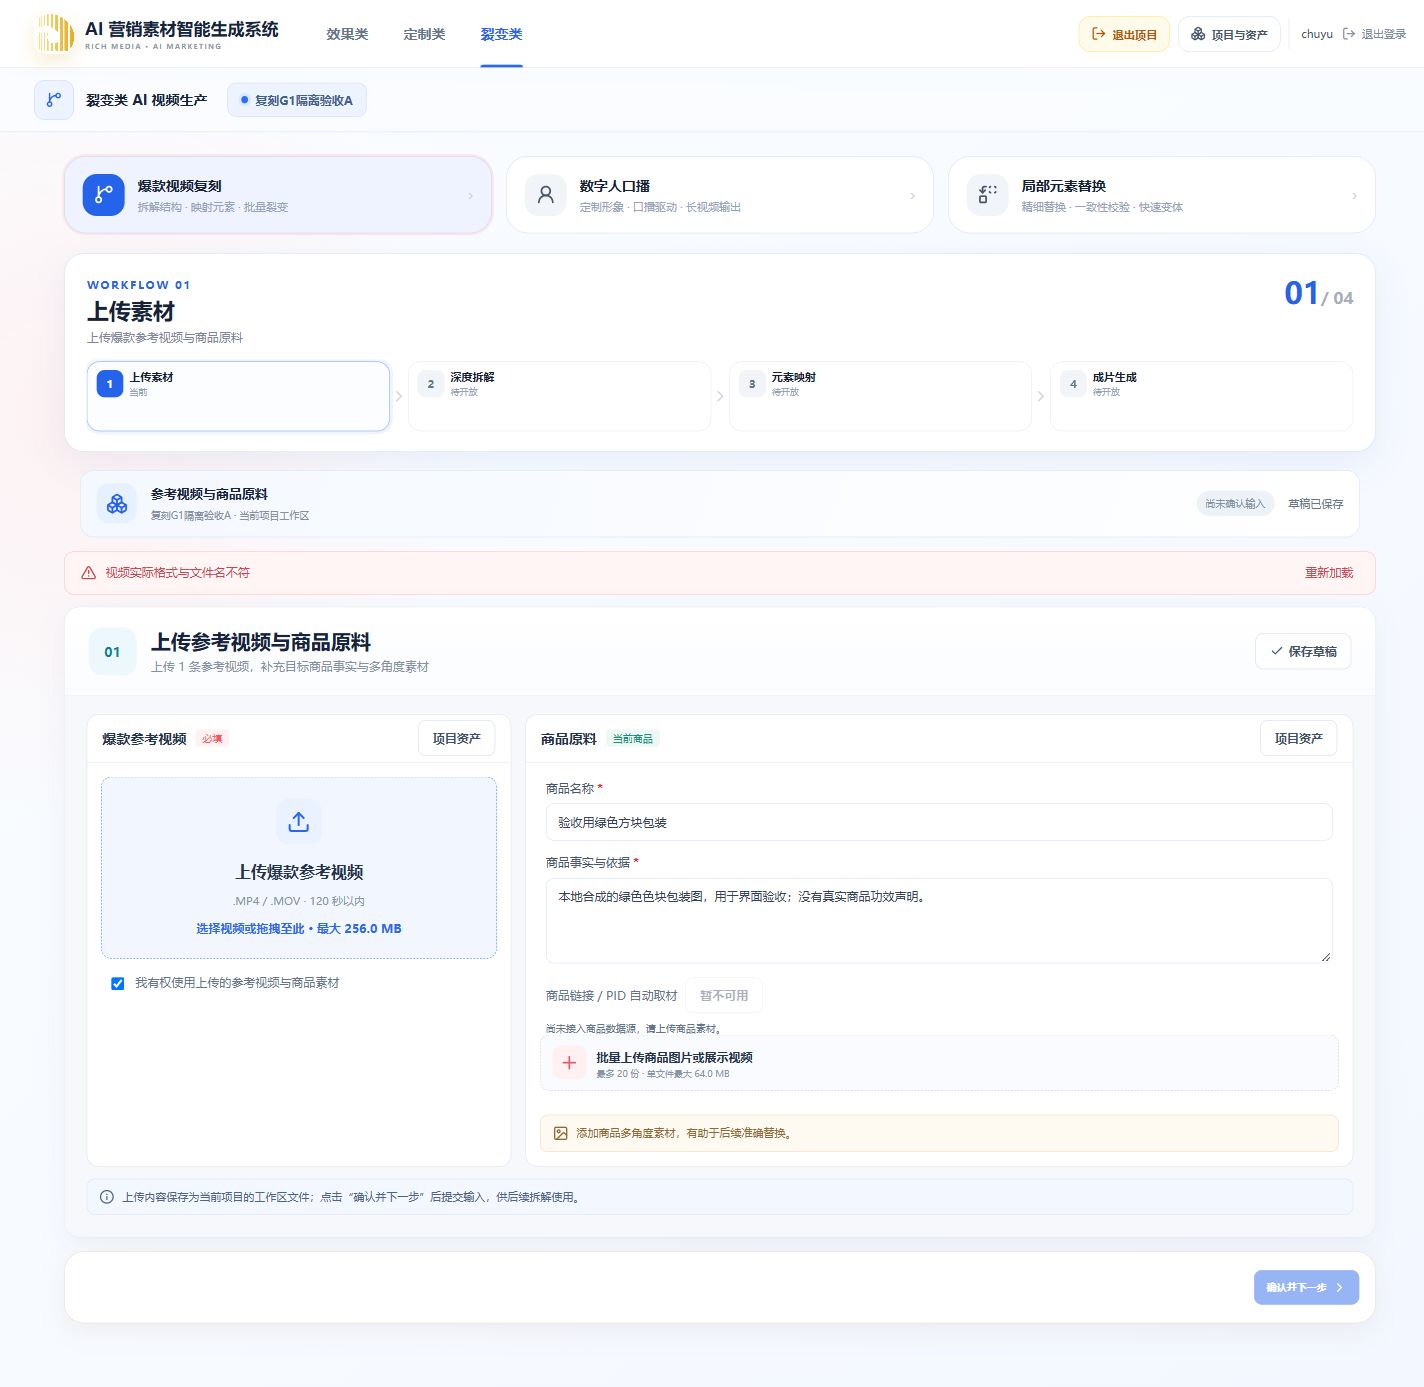 AI 营销素材智能生成系统
RICH MEDIA • AI MARKETING
效果类
定制类
裂变类
退出项目
项目与资产
chuyu
退出登录
裂变类 AI 视频生产
复刻G1隔离验收A
爆款视频复刻
拆解结构 · 映射元素 · 批量裂变
数字人口播
定制形象 · 口播驱动 · 长视频输出
局部元素替换
精细替换 · 一致性校验 · 快速变体
WORKFLOW 01
上传素材
上传爆款参考视频与商品原料
01 / 04
1
上传素材
当前
2
深度拆解
待开放
3
元素映射
待开放
4
成片生成
待开放
参考视频与商品原料
复刻G1隔离验收A · 当前项目工作区
尚未确认输入
草稿已保存
视频实际格式与文件名不符
重新加载
01
上传参考视频与商品原料
上传 1 条参考视频，补充目标商品事实与多角度素材
保存草稿
爆款参考视频
必填
项目资产
上传爆款参考视频
.MP4 / .MOV · 120 秒以内
选择视频或拖拽至此 • 最大 256.0 MB
我有权使用上传的参考视频与商品素材
商品原料
当前商品
项目资产
商品名称 *
验收用绿色方块包装
商品事实与依据 *
本地合成的绿色色块包装图，用于界面验收；没有真实商品功效声明。
商品链接 / PID 自动取材
暂不可用
尚未接入商品数据源，请上传商品素材。
批量上传商品图片或展示视频
最多 20 份 · 单文件最大 64.0 MB
添加商品多角度素材，有助于后续准确替换。
上传内容保存为当前项目的工作区文件；点击“确认并下一步”后提交输入，供后续拆解使用。
确认并下一步